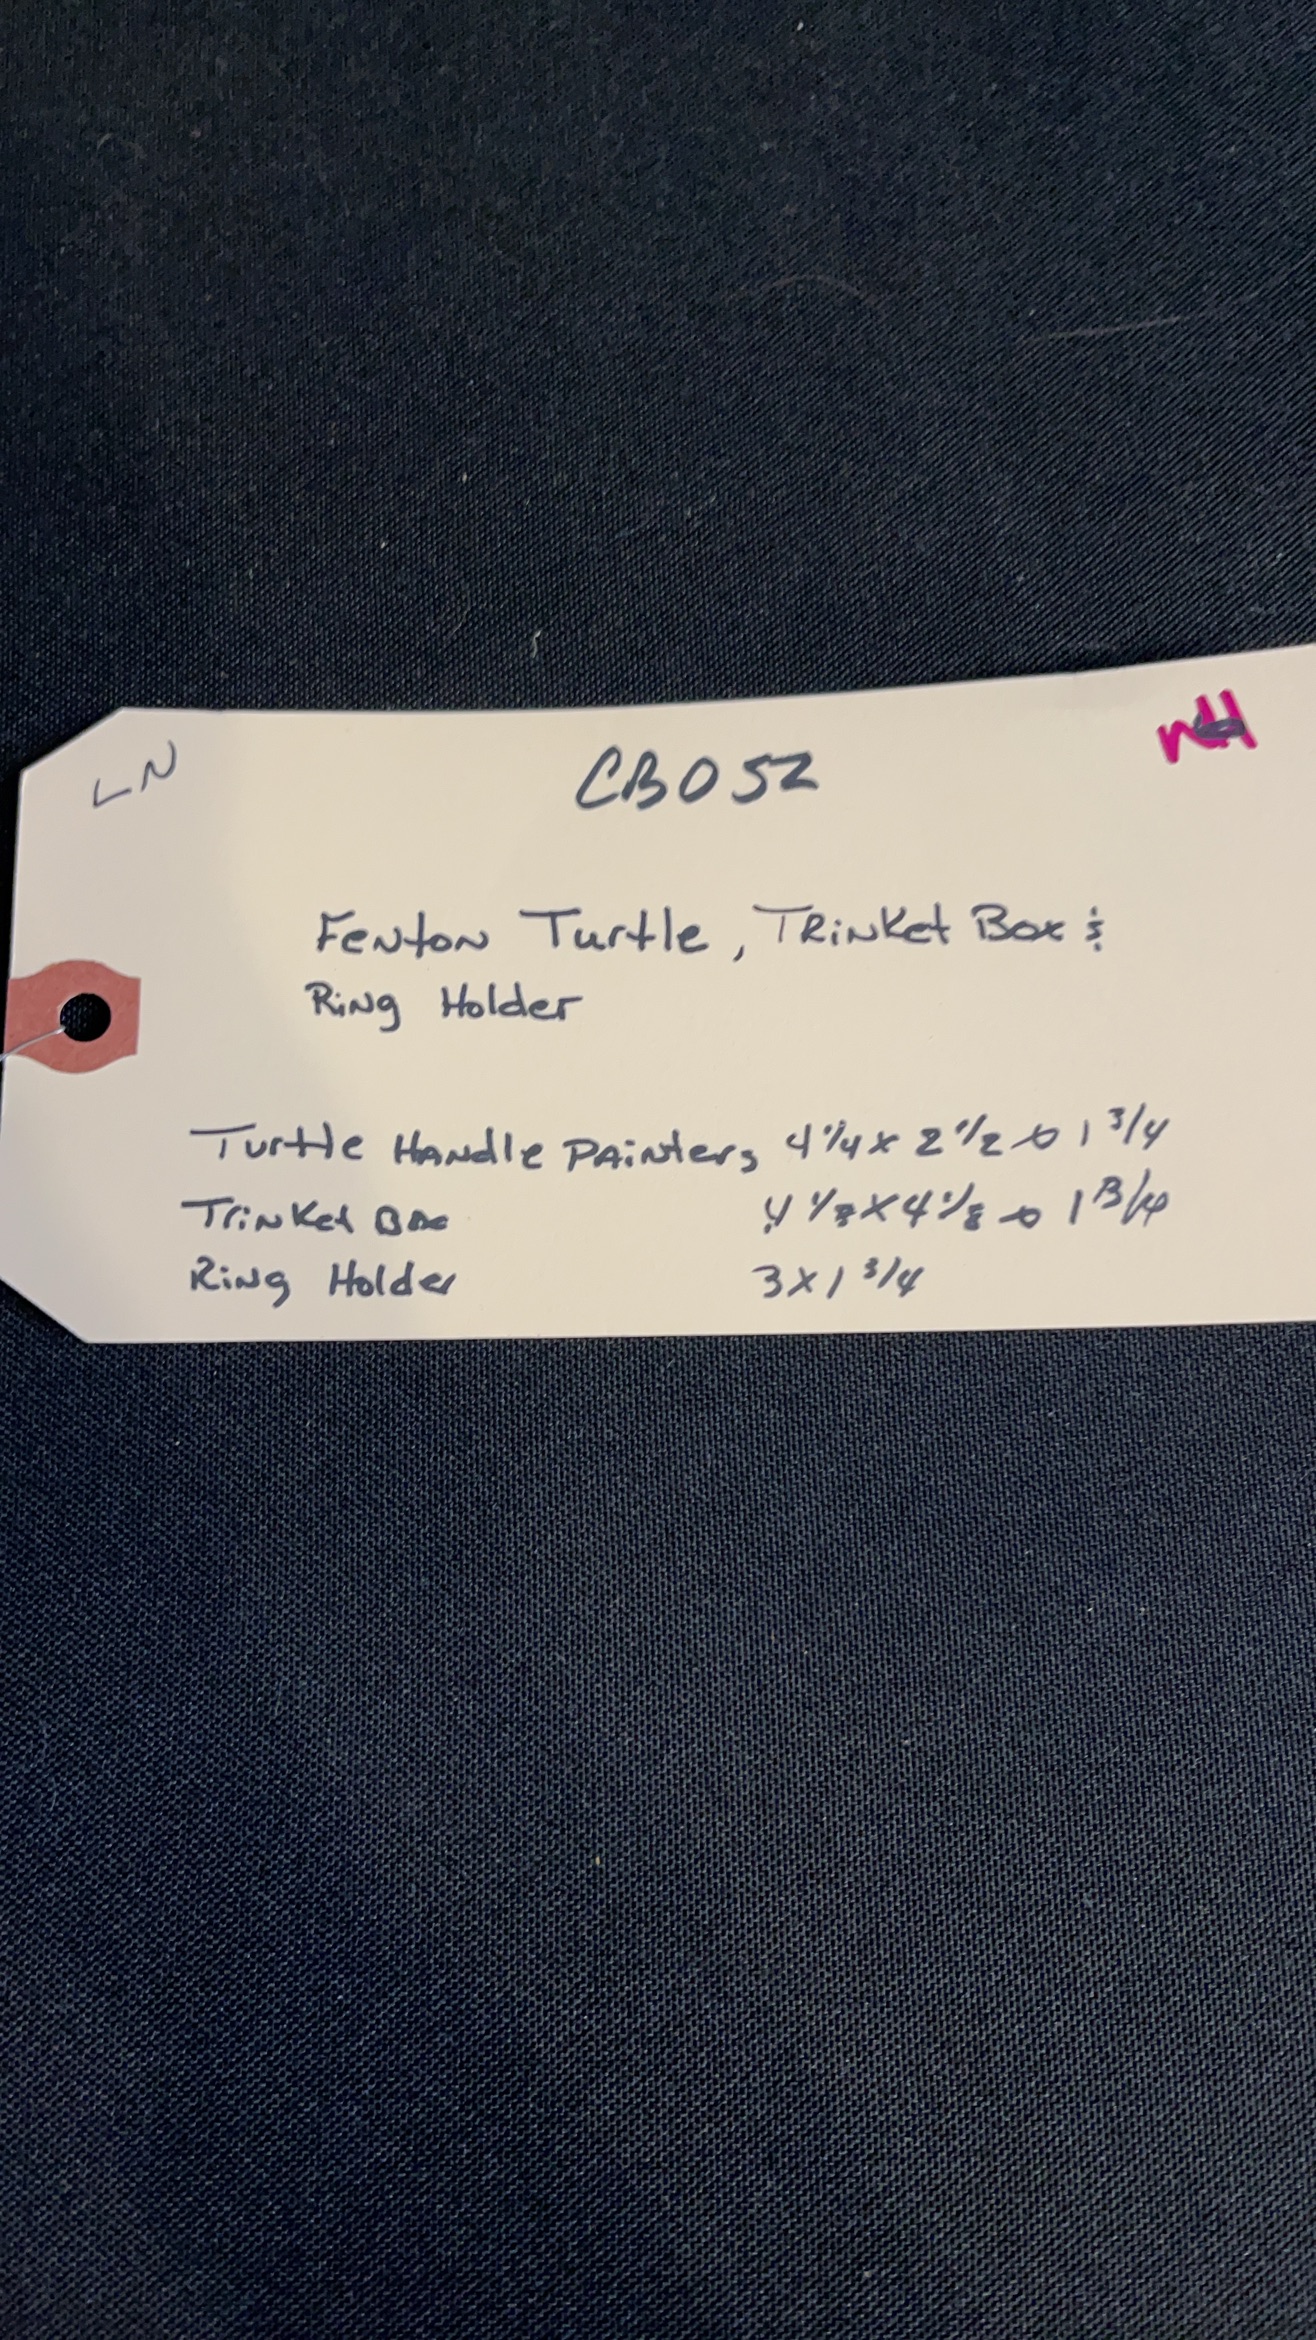 LN
CB052
Fenton Turtle, Trinket Box &
Ring Holder
Turtle Handle Painters 4 1/4 x 2 1/2 1 3/4
Trinket Box 4 1/8 x 4 1/8 1 3/4
Ring Holder 3 x 1 3/4